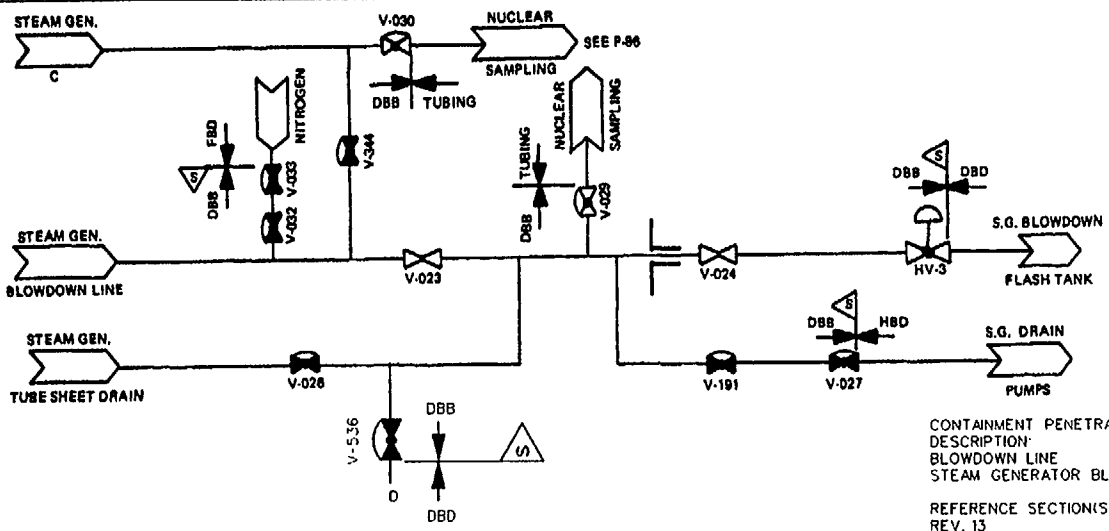 STEAM GEN.
C
V-030
NUCLEAR
SAMPLING
SEE P-96
DBB
TUBING
NITROGEN
V-344
FBD
DBB
S
V-033
V-032
NUCLEAR
SAMPLING
TUBING
DBB
V-029
S
DBB
DBD
STEAM GEN.
BLOWDOWN LINE
V-023
V-024
HV-3
S.G. BLOWDOWN
FLASH TANK
STEAM GEN.
TUBE SHEET DRAIN
V-026
S
DBB
HBD
V-191
V-027
S.G. DRAIN
PUMPS
V-536
D
DBB
DBD
S
CONTAINMENT PENETRA
DESCRIPTION:
BLOWDOWN LINE
STEAM GENERATOR BL
REFERENCE SECTION(S
REV. 13